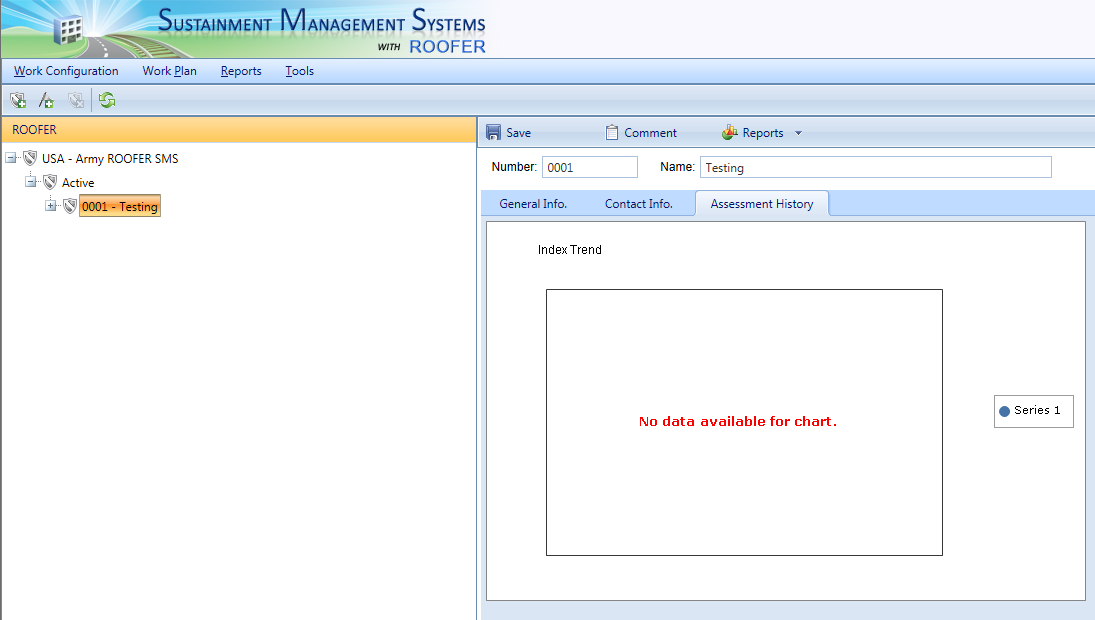 Sustainment Management Systems
with ROOFER
Work Configuration Work Plan Reports Tools
ROOFER
USA - Army ROOFER SMS
Active
0001 - Testing
Save Comment Reports
Number: 0001 Name: Testing
General Info. Contact Info. Assessment History
Index Trend
No data available for chart.
Series 1